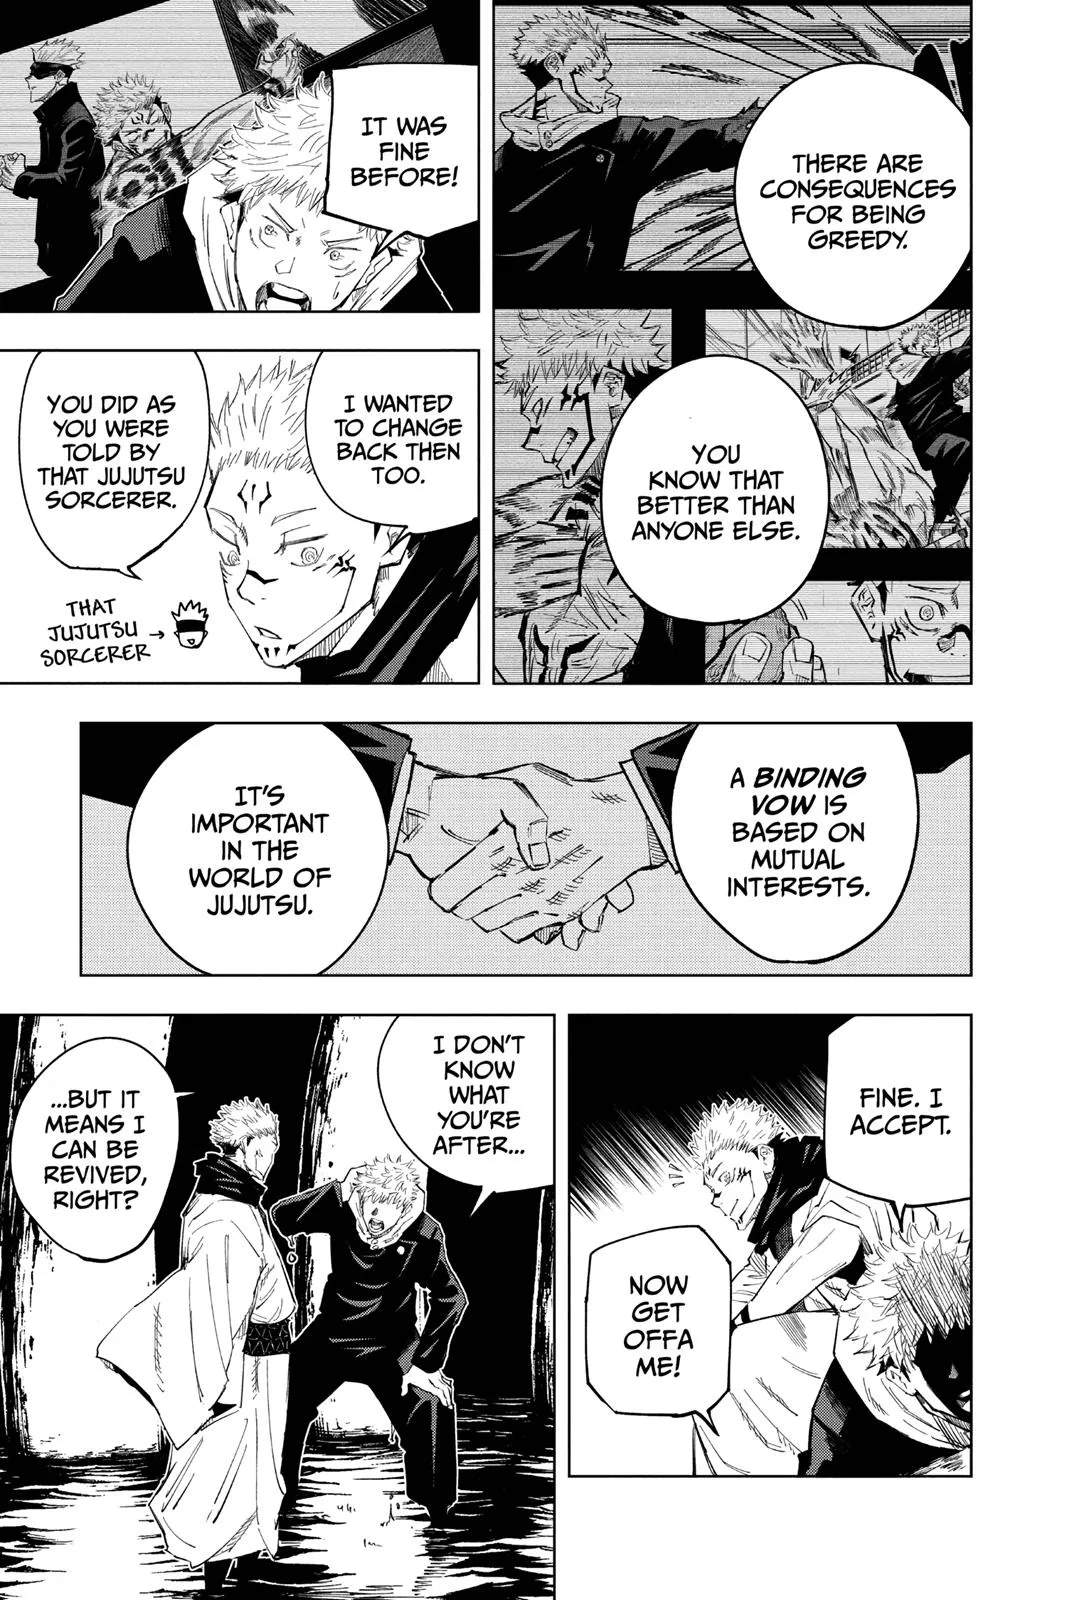 THERE ARE
CONSEQUENCES
FOR BEING
GREEDY.
YOU
KNOW THAT
BETTER THAN
ANYONE ELSE.
IT WAS
FINE
BEFORE!
I WANTED
TO CHANGE
BACK THEN
TOO.
YOU DID AS
YOU WERE
TOLD BY
THAT JUJUTSU
SORCERER.
THAT
JUJUTSU →
SORCERER
A BINDING
VOW IS
BASED ON
MUTUAL
INTERESTS.
IT'S
IMPORTANT
IN THE
WORLD OF
JUJUTSU.
FINE. I
ACCEPT.
NOW
GET
OFFA
ME!
I DON'T
KNOW
WHAT
YOU'RE
AFTER...
...BUT IT
MEANS I
CAN BE
REVIVED,
RIGHT?